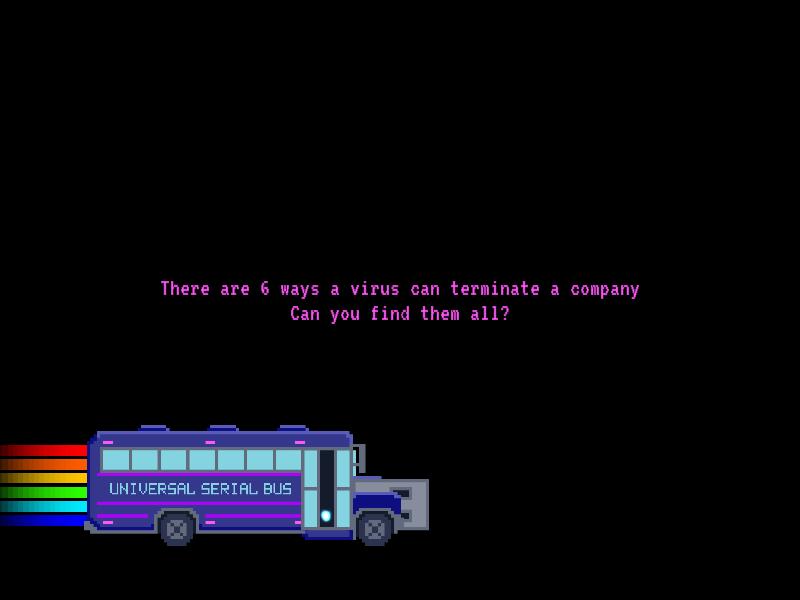 There are 6 ways a virus can terminate a company
Can you find them all?
UNIVERSAL SERIAL BUS